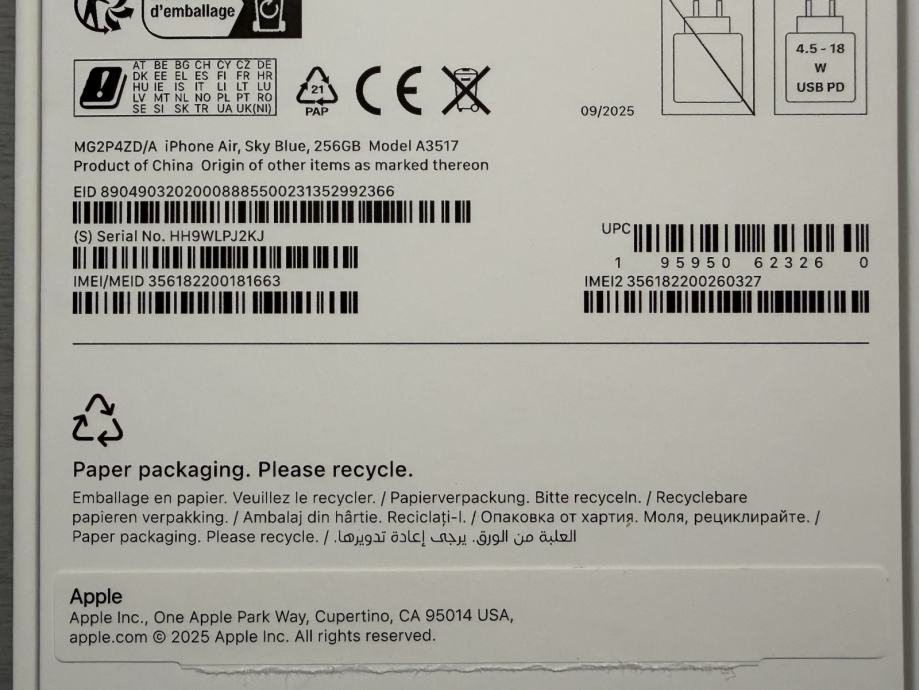 d'emballage
AT BE BG CH CY CZ DE
DK EE EL ES FI FR HR
HU IE IS IT LI LT LU
LV MT NL NO PL PT RO
SE SI SK TR UA UK(NI)
21
PAP
CE
09/2025
4.5 - 18
W
USB PD
MG2P4ZD/A iPhone Air, Sky Blue, 256GB Model A3517
Product of China Origin of other items as marked thereon
EID 89049032020008885500231352992366
(S) Serial No. HH9WLPJ2KJ
UPC
1 95950 62326 0
IMEI/MEID 356182200181663
IMEI2 356182200260327
Paper packaging. Please recycle.
Emballage en papier. Veuillez le recycler. / Papierverpackung. Bitte recyceln. / Recyclebare
papieren verpakking. / Ambalaj din hârtie. Reciclați-l. / Опаковка от хартия. Моля, рециклирайте. /
Paper packaging. Please recycle. / العلبة من الورق. يرجى إعادة تدويرها.
Apple
Apple Inc., One Apple Park Way, Cupertino, CA 95014 USA,
apple.com © 2025 Apple Inc. All rights reserved.